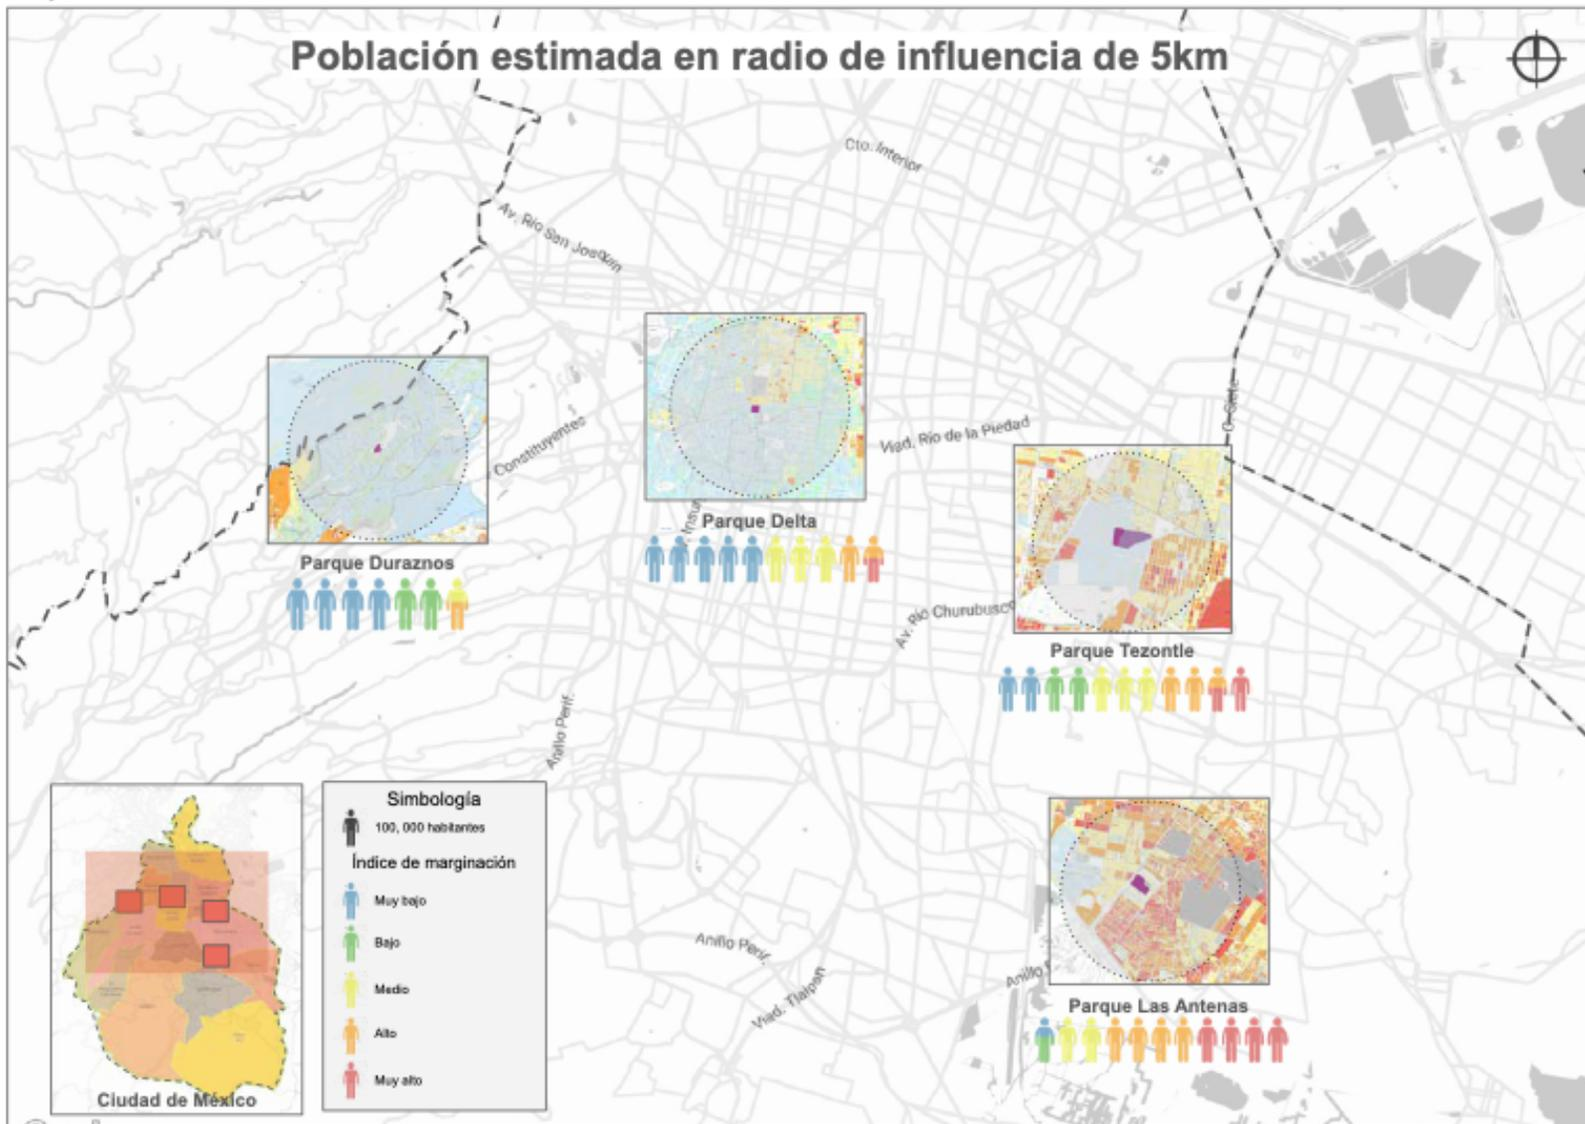 Población estimada en radio de influencia de 5km
Cto. Interior
Av. Río San Joaquín
Constituyentes
Viad. Río de la Piedad
Parque Delta
Parque Duraznos
Av. Río Churubusco
Parque Tezontle
Anillo Perif.
Simbología
100, 000 habitantes
Índice de marginación
Muy bajo
Bajo
Medio
Alto
Muy alto
Ciudad de México
Anillo Perif.
Viad. Tlalpan
Anillo
Parque Las Antenas